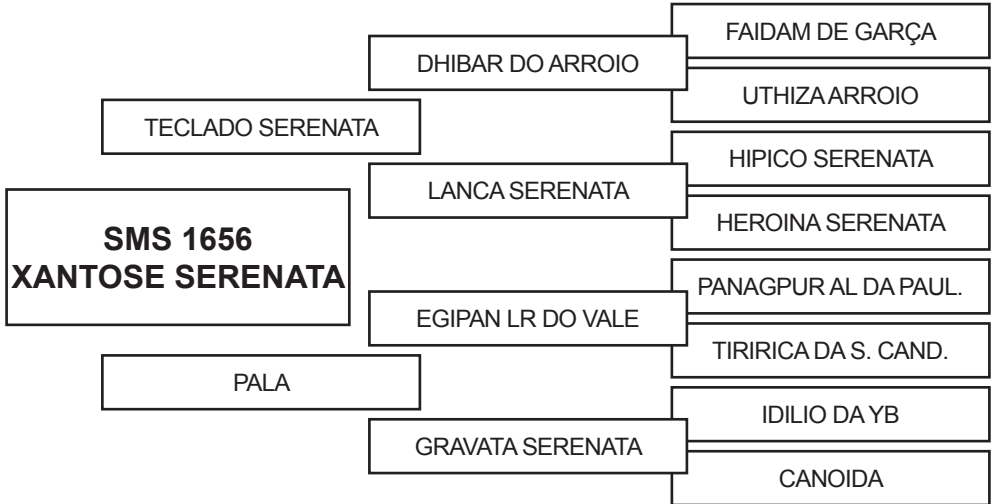 FAIDAM DE GARÇA
DHIBAR DO ARROIO
UTHIZA ARROIO
TECLADO SERENATA
HIPICO SERENATA
LANCA SERENATA
HEROINA SERENATA
SMS 1656
XANTOSE SERENATA
PANAGPUR AL DA PAUL.
EGIPAN LR DO VALE
TIRIRICA DA S. CAND.
PALA
IDILIO DA YB
GRAVATA SERENATA
CANOIDA